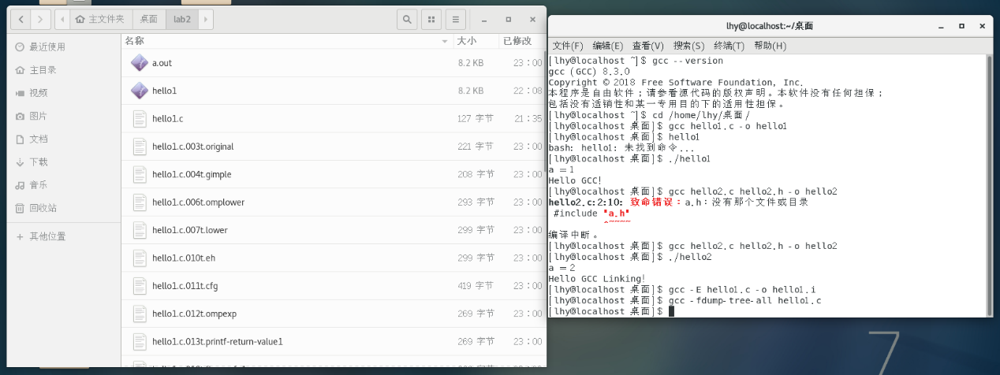 主文件夹 桌面 lab2
最近使用
主目录
视频
图片
文档
下载
音乐
回收站
+ 其他位置
名称 大小 已修改
a.out 8.2 KB 23：00
hello1 8.2 KB 22：08
hello1.c 127 字节 21：35
hello1.c.003t.original 221 字节 23：00
hello1.c.004t.gimple 208 字节 23：00
hello1.c.006t.omplower 293 字节 23：00
hello1.c.007t.lower 299 字节 23：00
hello1.c.010t.eh 299 字节 23：00
hello1.c.011t.cfg 419 字节 23：00
hello1.c.012t.ompexp 269 字节 23：00
hello1.c.013t.printf-return-value1 269 字节 23：00
lhy@localhost:~/桌面
文件(F) 编辑(E) 查看(V) 搜索(S) 终端(T) 帮助(H)
[lhy@localhost ~]$ gcc --version
gcc (GCC) 8.3.0
Copyright © 2018 Free Software Foundation, Inc.
本程序是自由软件；请参看源代码的版权声明。本软件没有任何担保；
包括没有适销性和某一专用目的下的适用性担保。
[lhy@localhost ~]$ cd /home/lhy/桌面/
[lhy@localhost 桌面]$ gcc hello1.c -o hello1
[lhy@localhost 桌面]$ hello1
bash: hello1: 未找到命令...
[lhy@localhost 桌面]$ ./hello1
a = 1
Hello GCC!
[lhy@localhost 桌面]$ gcc hello2.c hello2.h -o hello2
hello2.c:2:10: 致命错误：a.h：没有那个文件或目录
#include "a.h"
^~~~~
编译中断。
[lhy@localhost 桌面]$ gcc hello2.c hello2.h -o hello2
[lhy@localhost 桌面]$ ./hello2
a = 2
Hello GCC Linking!
[lhy@localhost 桌面]$ gcc -E hello1.c -o hello1.i
[lhy@localhost 桌面]$ gcc -fdump-tree-all hello1.c
[lhy@localhost 桌面]$
7